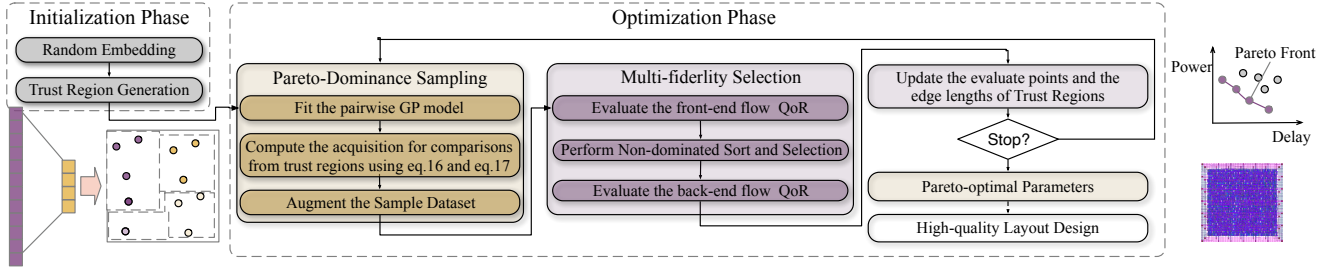 Initialization Phase
Random Embedding
Trust Region Generation
Optimization Phase
Pareto-Dominance Sampling
Fit the pairwise GP model
Compute the acquisition for comparisons
from trust regions using eq.16 and eq.17
Augment the Sample Dataset
Multi-fiderlity Selection
Evaluate the front-end flow QoR
Perform Non-dominated Sort and Selection
Evaluate the back-end flow QoR
Update the evaluate points and the
edge lengths of Trust Regions
Stop?
Pareto-optimal Parameters
High-quality Layout Design
Pareto Front
Power
Delay